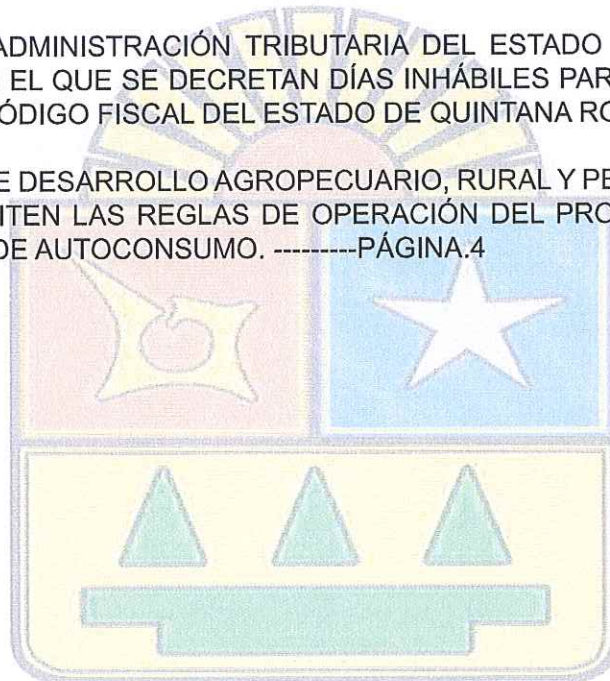 ADMINISTRACIÓN TRIBUTARIA DEL ESTADO
EL QUE SE DECRETAN DÍAS INHÁBILES PAR
ÓDIGO FISCAL DEL ESTADO DE QUINTANA RO
E DESARROLLO AGROPECUARIO, RURAL Y PE
ITEN LAS REGLAS DE OPERACIÓN DEL PRO
DE AUTOCONSUMO. ---------PÁGINA.4